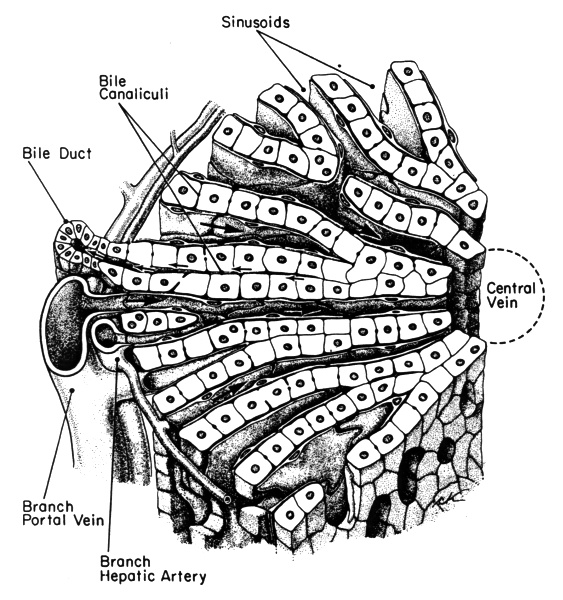 Sinusoids
Bile
Canaliculi
Bile Duct
Central
Vein
Branch
Portal Vein
Branch
Hepatic Artery